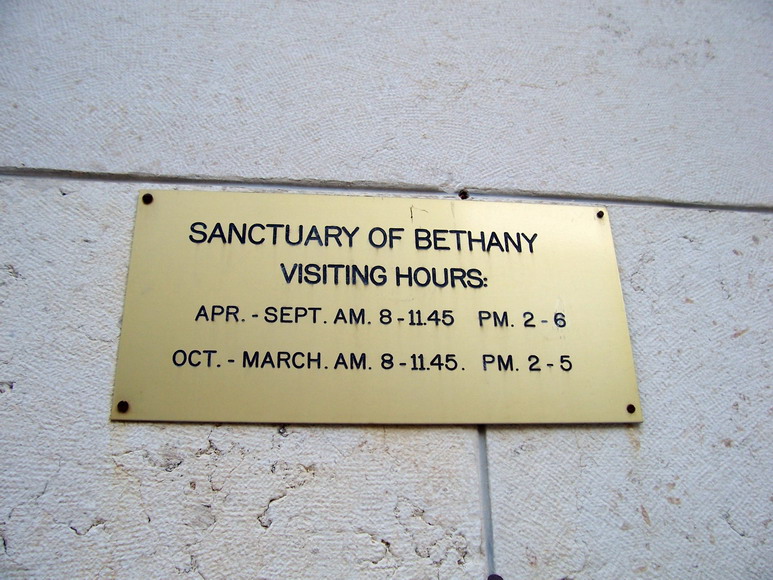 SANCTUARY OF BETHANY
VISITING HOURS:
APR. - SEPT. AM. 8 - 11.45 PM. 2 - 6
OCT. - MARCH. AM. 8 - 11.45. PM. 2 - 5